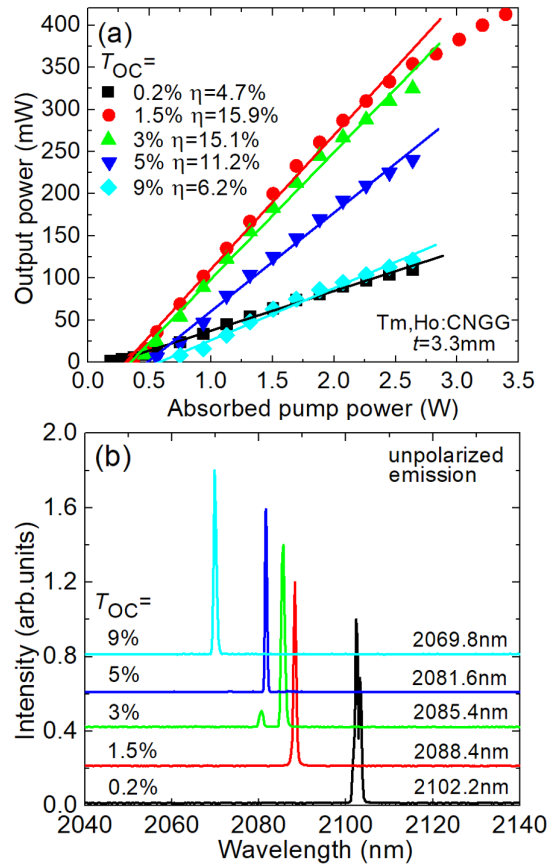 (a)
T_OC=
0.2% η=4.7%
1.5% η=15.9%
3% η=15.1%
5% η=11.2%
9% η=6.2%
Tm,Ho:CNGG
t=3.3mm
Output power (mW)
400
350
300
250
200
150
100
50
0
0.0 0.5 1.0 1.5 2.0 2.5 3.0 3.5
Absorbed pump power (W)
(b)
unpolarized
emission
T_OC=
9% 2069.8nm
5% 2081.6nm
3% 2085.4nm
1.5% 2088.4nm
0.2% 2102.2nm
Intensity (arb.units)
2.0
1.6
1.2
0.8
0.4
0.0
2040 2060 2080 2100 2120 2140
Wavelength (nm)